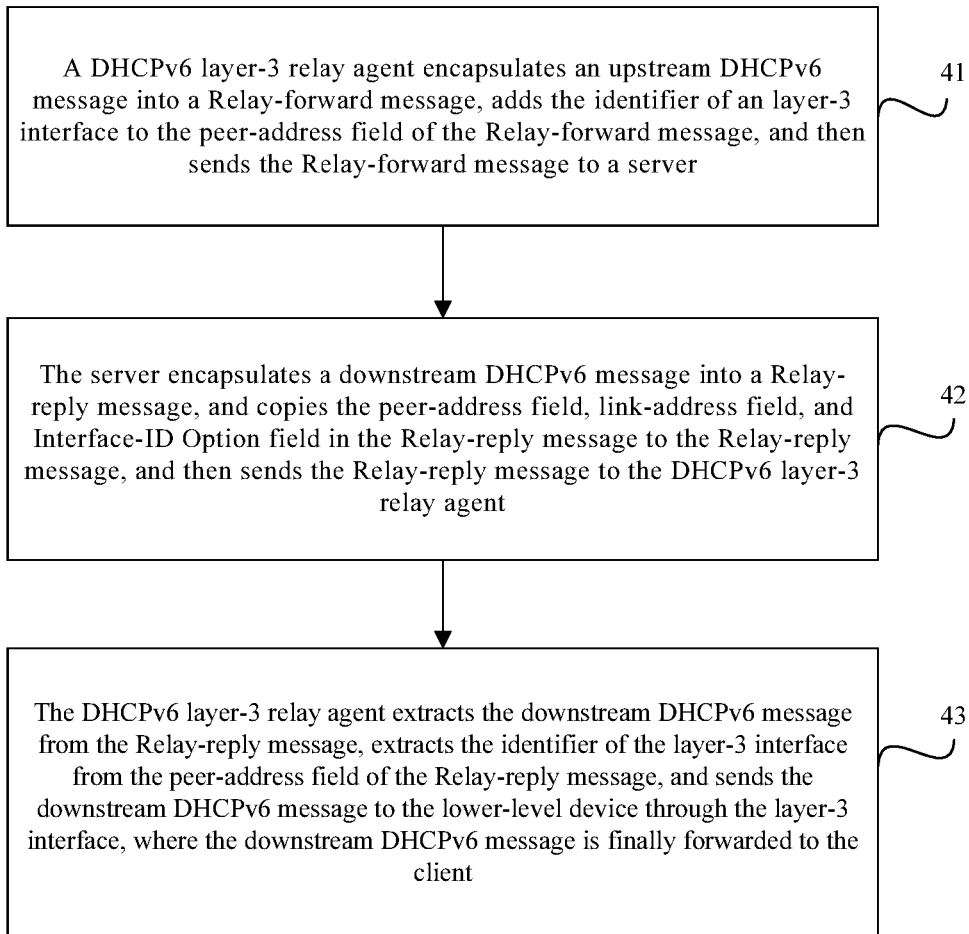 A DHCPv6 layer-3 relay agent encapsulates an upstream DHCPv6
message into a Relay-forward message, adds the identifier of an layer-3
interface to the peer-address field of the Relay-forward message, and then
sends the Relay-forward message to a server
41
The server encapsulates a downstream DHCPv6 message into a Relay-
reply message, and copies the peer-address field, link-address field, and
Interface-ID Option field in the Relay-reply message to the Relay-reply
message, and then sends the Relay-reply message to the DHCPv6 layer-3
relay agent
42
The DHCPv6 layer-3 relay agent extracts the downstream DHCPv6 message
from the Relay-reply message, extracts the identifier of the layer-3 interface
from the peer-address field of the Relay-reply message, and sends the
downstream DHCPv6 message to the lower-level device through the layer-3
interface, where the downstream DHCPv6 message is finally forwarded to the
client
43